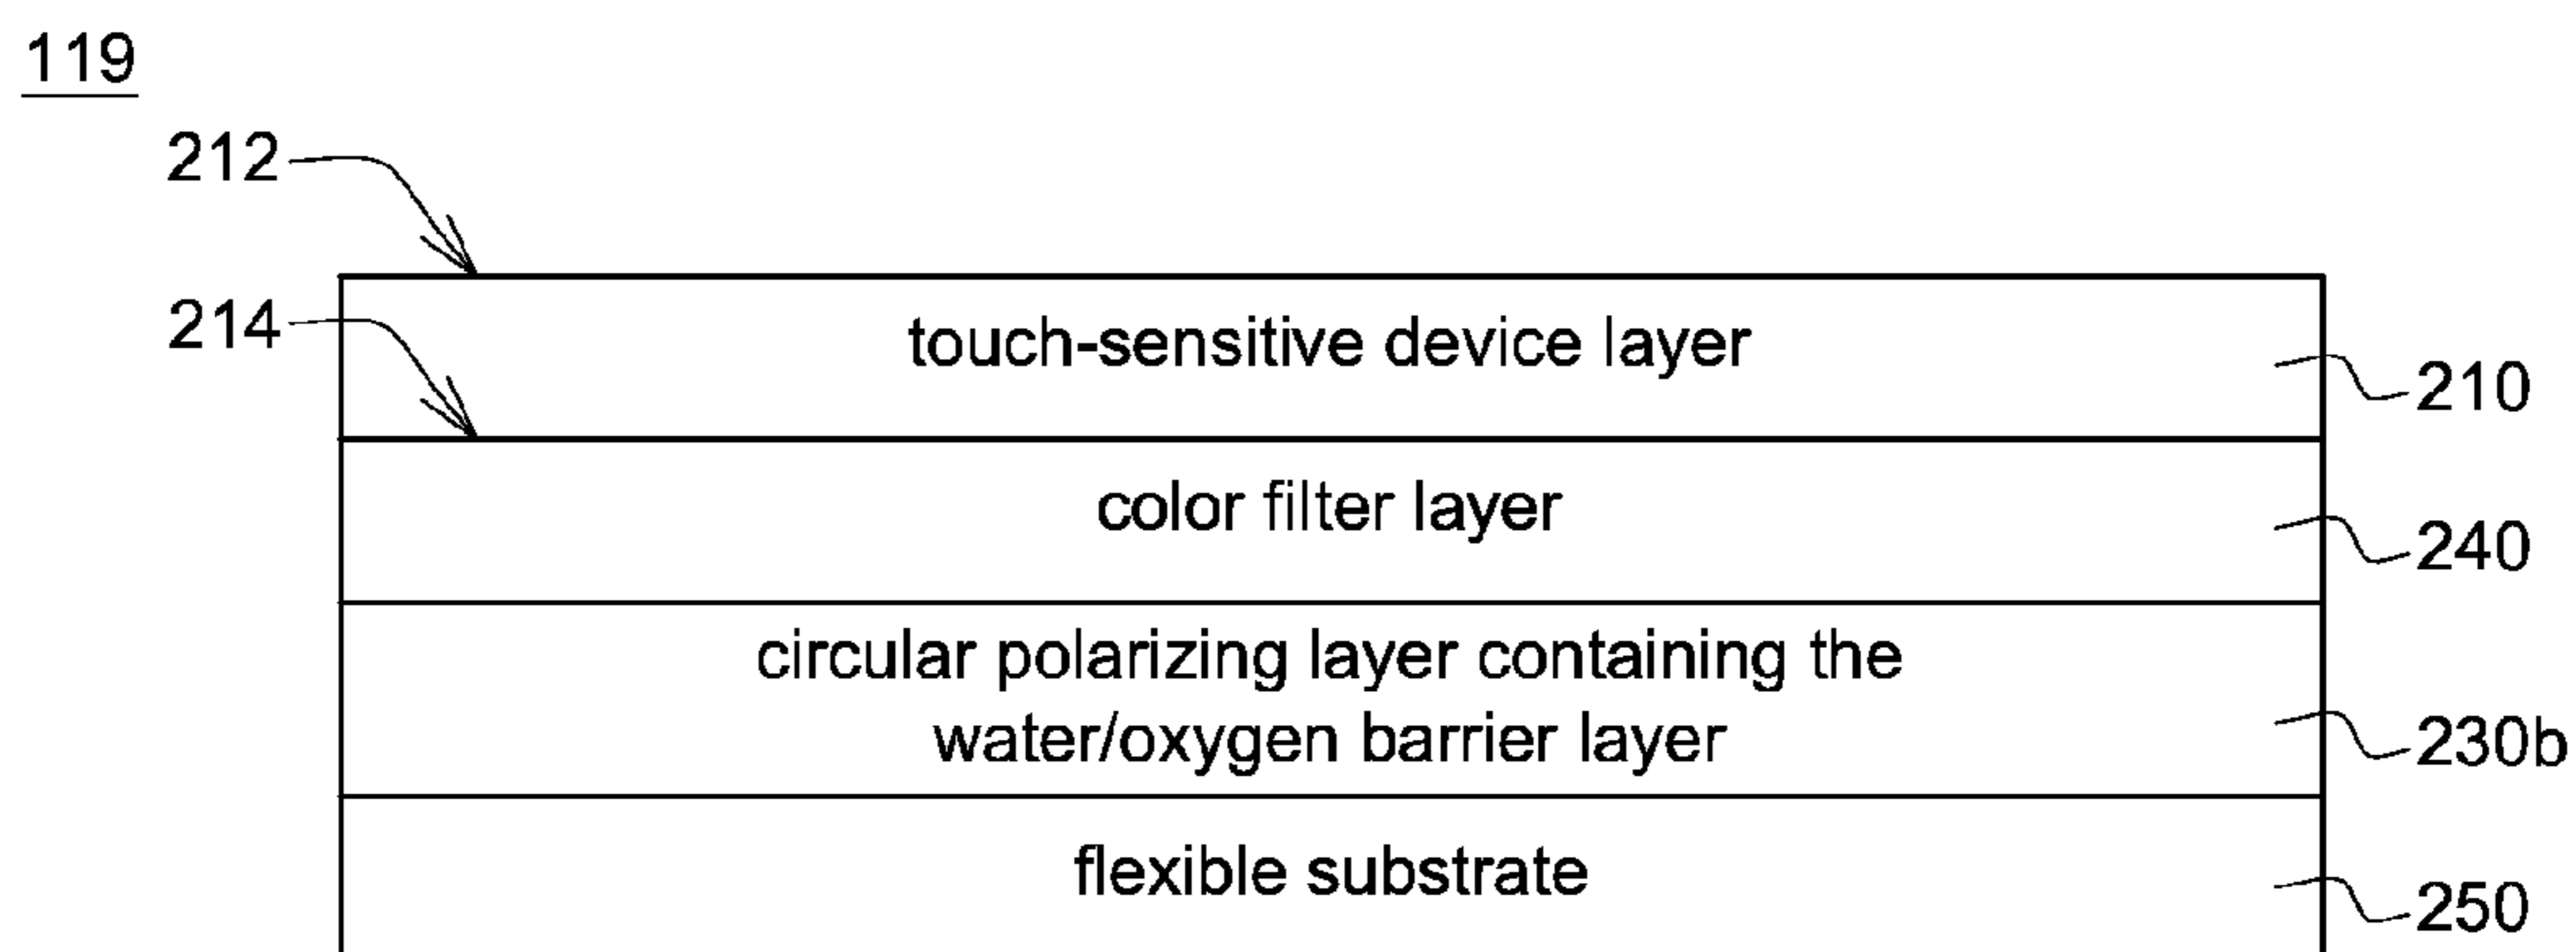 119
212
214
touch-sensitive device layer
210
color filter layer
240
circular polarizing layer containing the
water/oxygen barrier layer
230b
flexible substrate
250